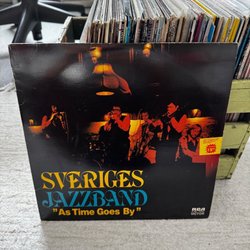 SVERIGES
JAZZBAND
"As Time Goes By"
RCA